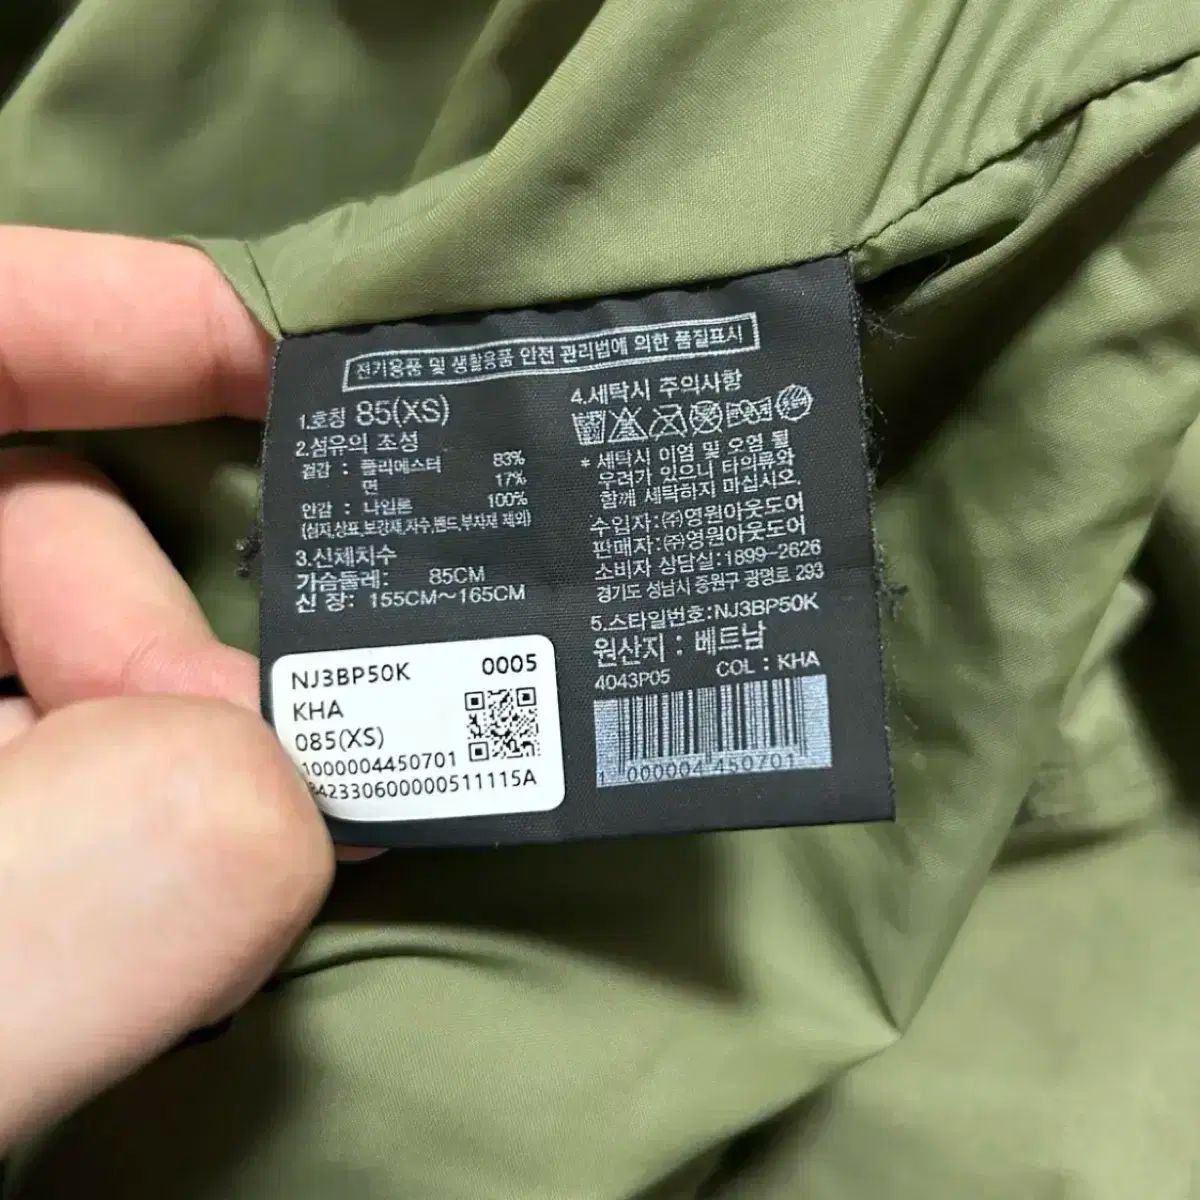 전기용품 및 생활용품 안전 관리법에 의한 품질표시
1.호칭 85(XS)
2.섬유의 조성
겉감 : 폴리에스터 83%
면 17%
안감 : 나일론 100%
(심지,상표,보강재,자수,밴드,부자재 제외)
3.신체치수
가슴둘레: 85CM
신 장: 155CM~165CM
4.세탁시 주의사항
* 세탁시 이염 및 오염 될
우려가 있으니 타의류와
함께 세탁하지 마십시오.
수입자:㈜영원아웃도어
판매자:㈜영원아웃도어
소비자 상담실:1899-2626
경기도 성남시 중원구 광명로 293
5.스타일번호:NJ3BP50K
원산지 : 베트남
4043P05 COL : KHA
1 000004 450701
NJ3BP50K 0005
KHA
085(XS)
1000004450701
8423306000005 11115A